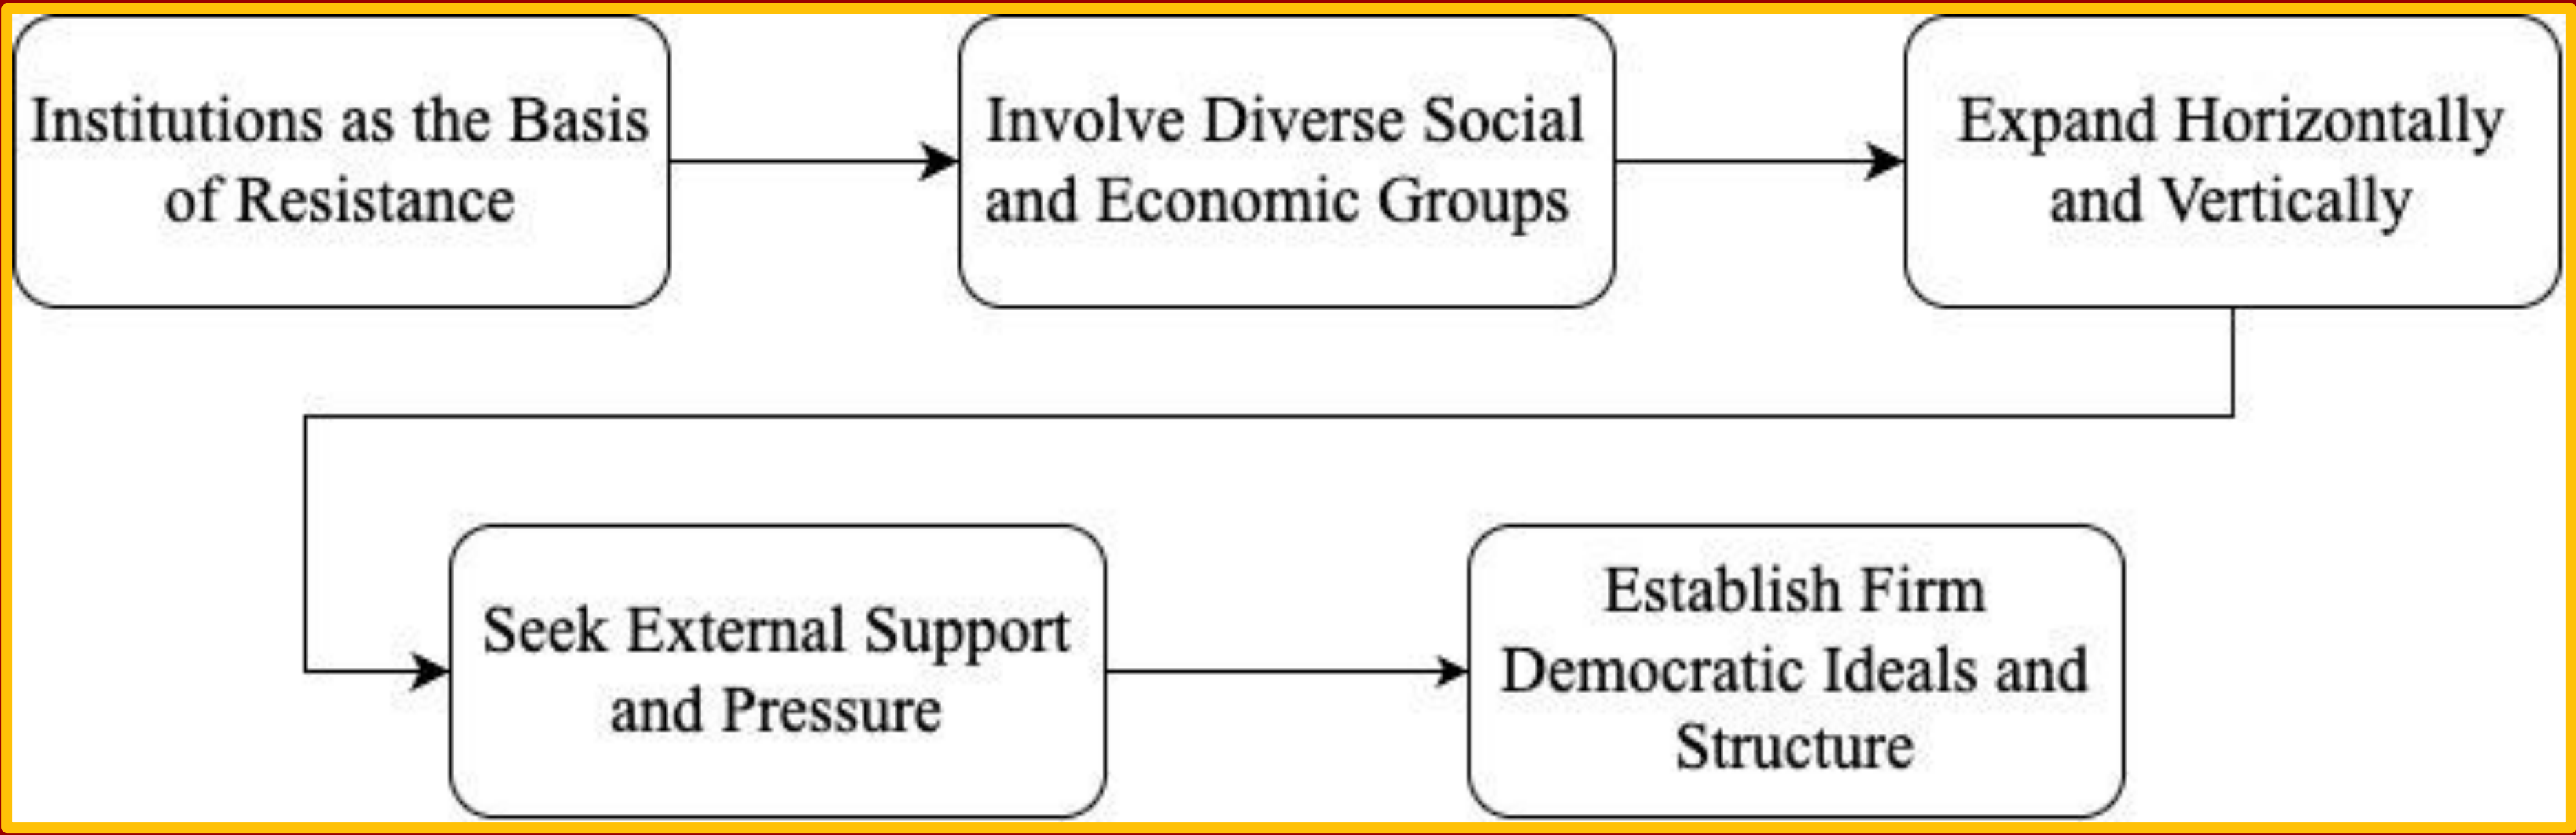 Institutions as the Basis
of Resistance
Involve Diverse Social
and Economic Groups
Expand Horizontally
and Vertically
Seek External Support
and Pressure
Establish Firm
Democratic Ideals and
Structure